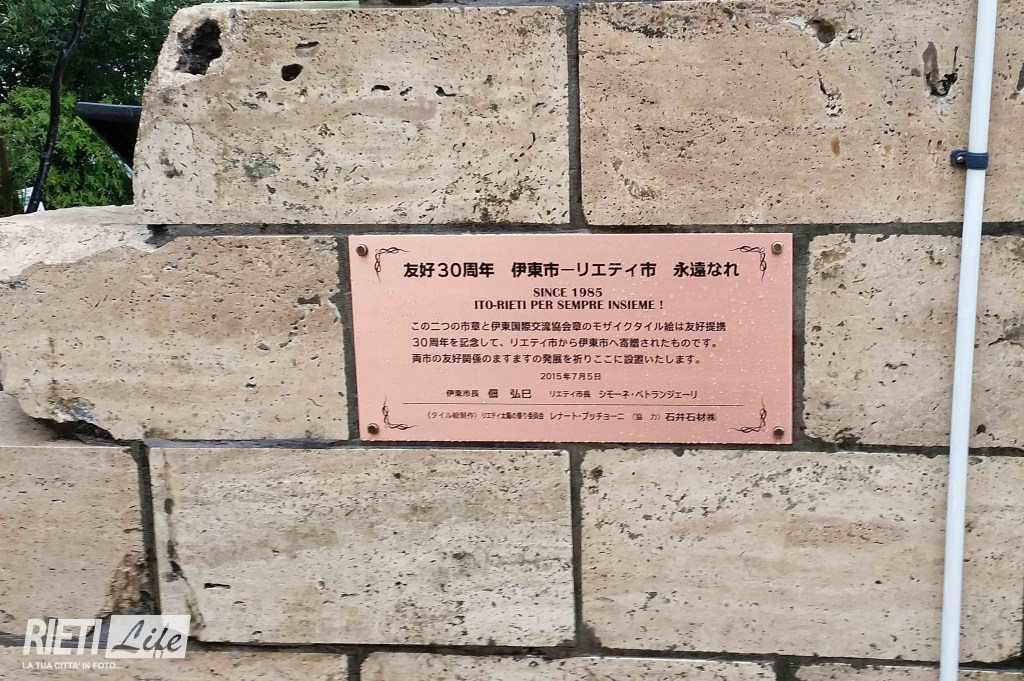 友好30周年　伊東市－リエティ市　永遠なれ
SINCE 1985
ITO-RIETI PER SEMPRE INSIEME !
この二つの市章と伊東国際交流協会章のモザイクタイル絵は友好提携
30周年を記念して、リエティ市から伊東市へ寄贈されたものです。
両市の友好関係のますますの発展を祈りここに設置いたします。
2015年7月5日
伊東市長　佃　弘巳　　リエティ市長　シモーネ・ペトランジェーリ
〈タイル絵制作〉リエティ太陽の祭り委員会　レナート・ブッチョーニ　〈協　力〉石井石材㈱
RIETI Life
LA TUA CITTA' IN FOTO...